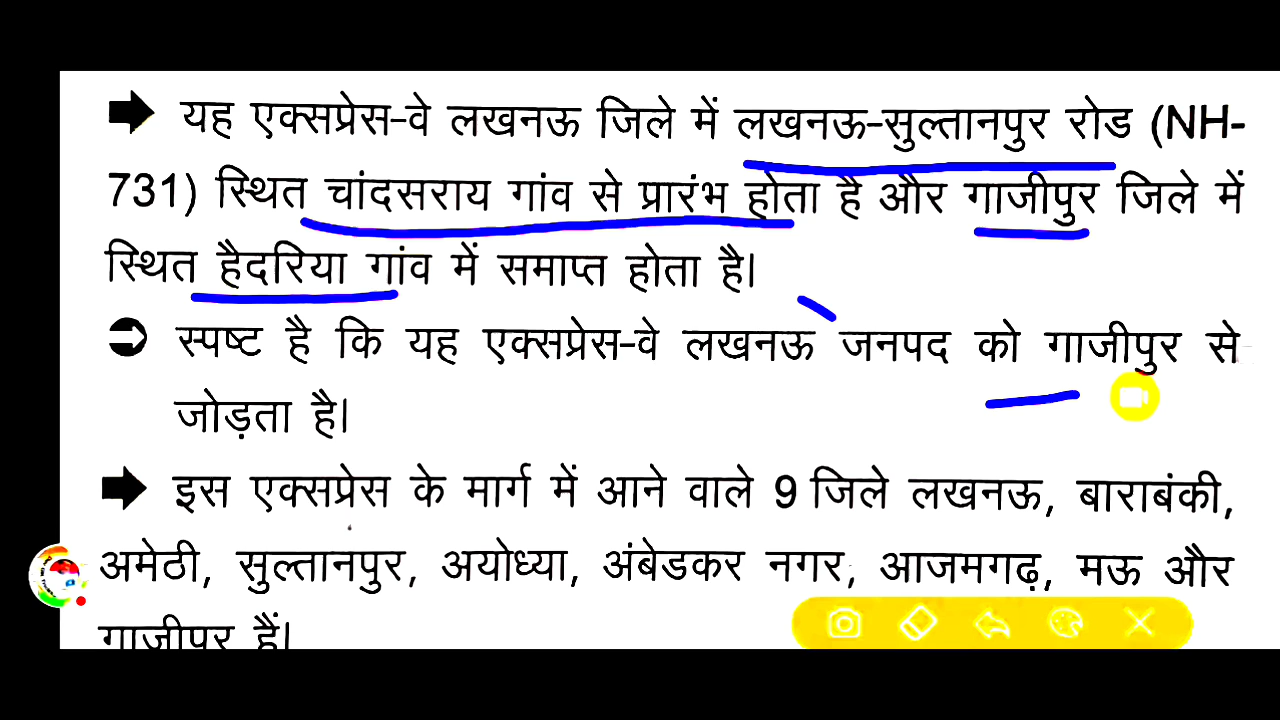 यह एक्सप्रेस-वे लखनऊ जिले में लखनऊ-सुल्तानपुर रोड (NH-
731) स्थित चांदसराय गांव से प्रारंभ होता है और गाजीपुर जिले में
स्थित हैदरिया गांव में समाप्त होता है।
स्पष्ट है कि यह एक्सप्रेस-वे लखनऊ जनपद को गाजीपुर से
जोड़ता है।
इस एक्सप्रेस के मार्ग में आने वाले 9 जिले लखनऊ, बाराबंकी,
अमेठी, सुल्तानपुर, अयोध्या, अंबेडकर नगर, आजमगढ़, मऊ और
गाजीपुर हैं।